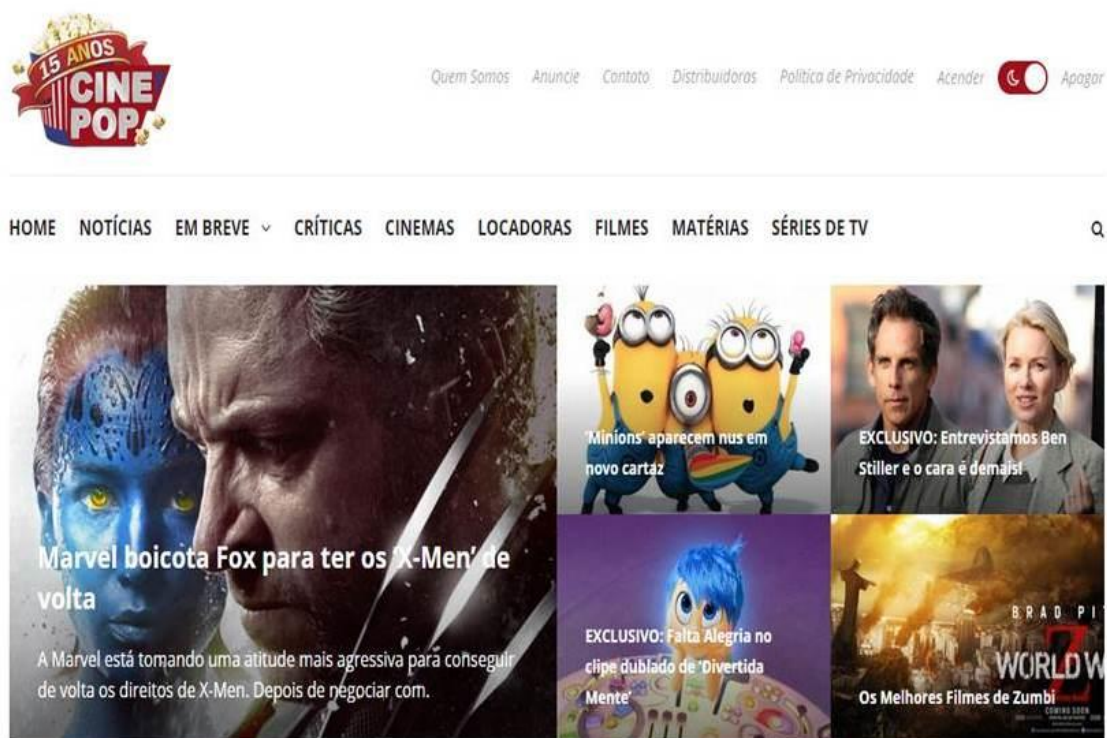 15 ANOS
CINE
POP
Quem Somos Anuncie Contato Distribuidoras Política de Privacidade Acender Apagar
HOME NOTÍCIAS EM BREVE CRÍTICAS CINEMAS LOCADORAS FILMES MATÉRIAS SÉRIES DE TV
Marvel boicota Fox para ter os 'X-Men' de
volta
A Marvel está tomando uma atitude mais agressiva para conseguir
de volta os direitos de X-Men. Depois de negociar com.
'Minions' aparecem nus em
novo cartaz
EXCLUSIVO: Entrevistamos Ben
Stiller e o cara é demais!
EXCLUSIVO: Falta Alegria no
clipe dublado de 'Divertida
Mente'
BRAD PI
WORLD W
Z
Os Melhores Filmes de Zumbi
COMING SOON